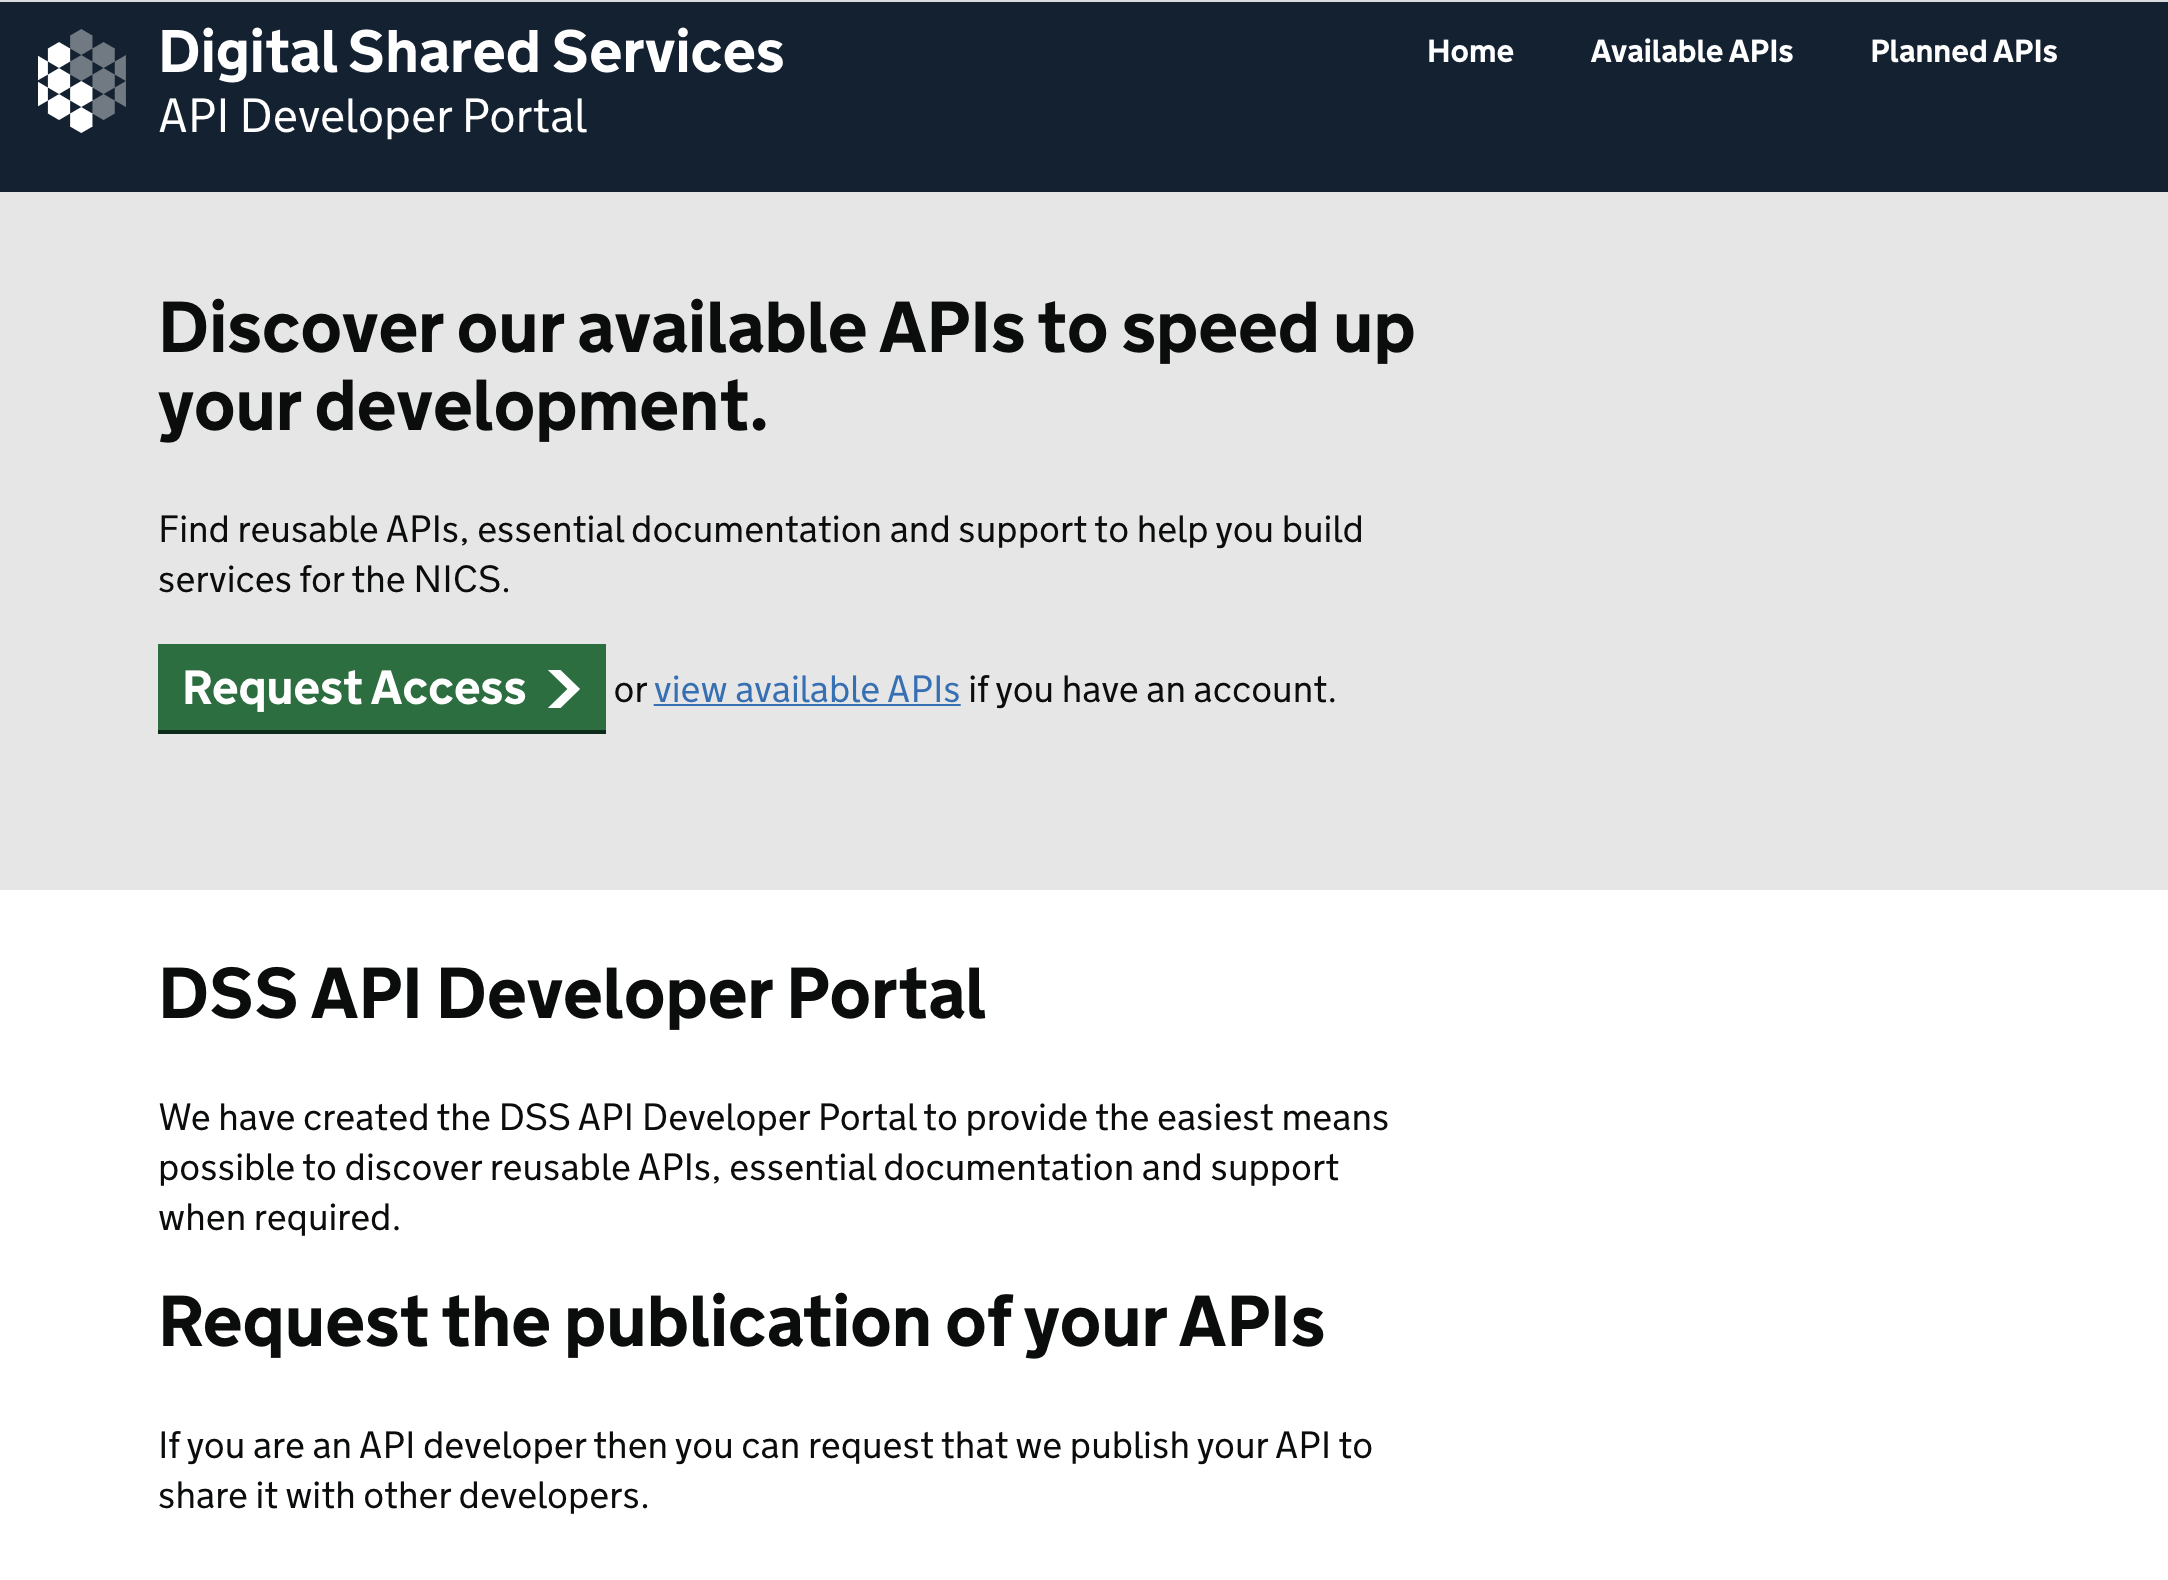 Digital Shared Services
API Developer Portal
Home
Available APIs
Planned APIs
Discover our available APIs to speed up
your development.
Find reusable APIs, essential documentation and support to help you build
services for the NICS.
Request Access or view available APIs if you have an account.
DSS API Developer Portal
We have created the DSS API Developer Portal to provide the easiest means
possible to discover reusable APIs, essential documentation and support
when required.
Request the publication of your APIs
If you are an API developer then you can request that we publish your API to
share it with other developers.